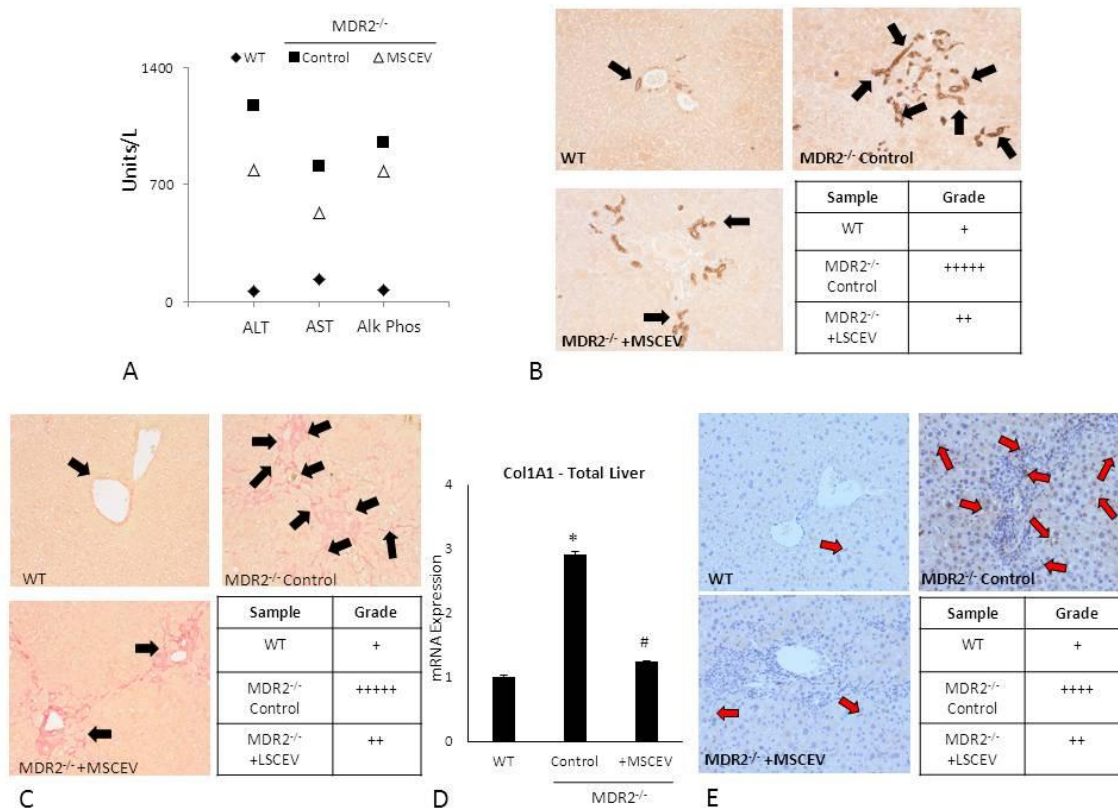 MDR2-/-
WT Control MSCEV
1400
700
0
Units/L
ALT AST Alk Phos
A
WT
MDR2-/- Control
MDR2-/- +MSCEV
Sample Grade
WT +
MDR2-/- Control +++++
MDR2-/- +LSCEV ++
B
WT
MDR2-/- Control
MDR2-/- +MSCEV
Sample Grade
WT +
MDR2-/- Control +++++
MDR2-/- +LSCEV ++
C
Col1A1 - Total Liver
4
3
2
1
0
mRNA Expression
*
#
WT Control +MSCEV
MDR2-/-
D
WT
MDR2-/- Control
MDR2-/- +MSCEV
Sample Grade
WT +
MDR2-/- Control ++++
MDR2-/- +LSCEV ++
E